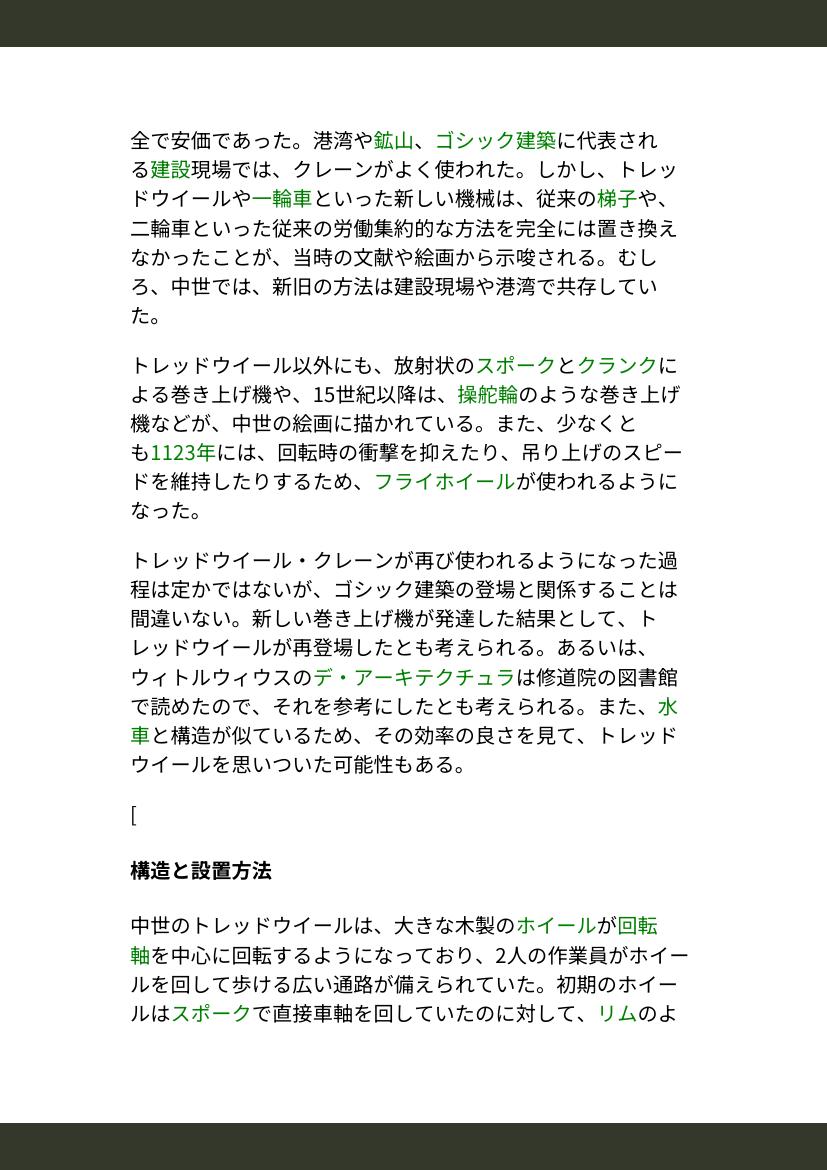 全で安価であった。港湾や鉱山、ゴシック建築に代表され
る建設現場では、クレーンがよく使われた。しかし、トレッ
ドウイールや一輪車といった新しい機械は、従来の梯子や、
二輪車といった従来の労働集約的な方法を完全には置き換え
なかったことが、当時の文献や絵画から示唆される。むし
ろ、中世では、新旧の方法は建設現場や港湾で共存してい
た。
トレッドウイール以外にも、放射状のスポークとクランクに
よる巻き上げ機や、15世紀以降は、操舵輪のような巻き上げ
機などが、中世の絵画に描かれている。また、少なくと
も1123年には、回転時の衝撃を抑えたり、吊り上げのスピー
ドを維持したりするため、フライホイールが使われるように
なった。
トレッドウイール・クレーンが再び使われるようになった過
程は定かではないが、ゴシック建築の登場と関係することは
間違いない。新しい巻き上げ機が発達した結果として、ト
レッドウイールが再登場したとも考えられる。あるいは、
ウィトルウィウスのデ・アーキテクチュラは修道院の図書館
で読めたので、それを参考にしたとも考えられる。また、水
車と構造が似ているため、その効率の良さを見て、トレッド
ウイールを思いついた可能性もある。
[
構造と設置方法
中世のトレッドウイールは、大きな木製のホイールが回転
軸を中心に回転するようになっており、2人の作業員がホイー
ルを回して歩ける広い通路が備えられていた。初期のホイー
ルはスポークで直接車軸を回していたのに対して、リムのよ